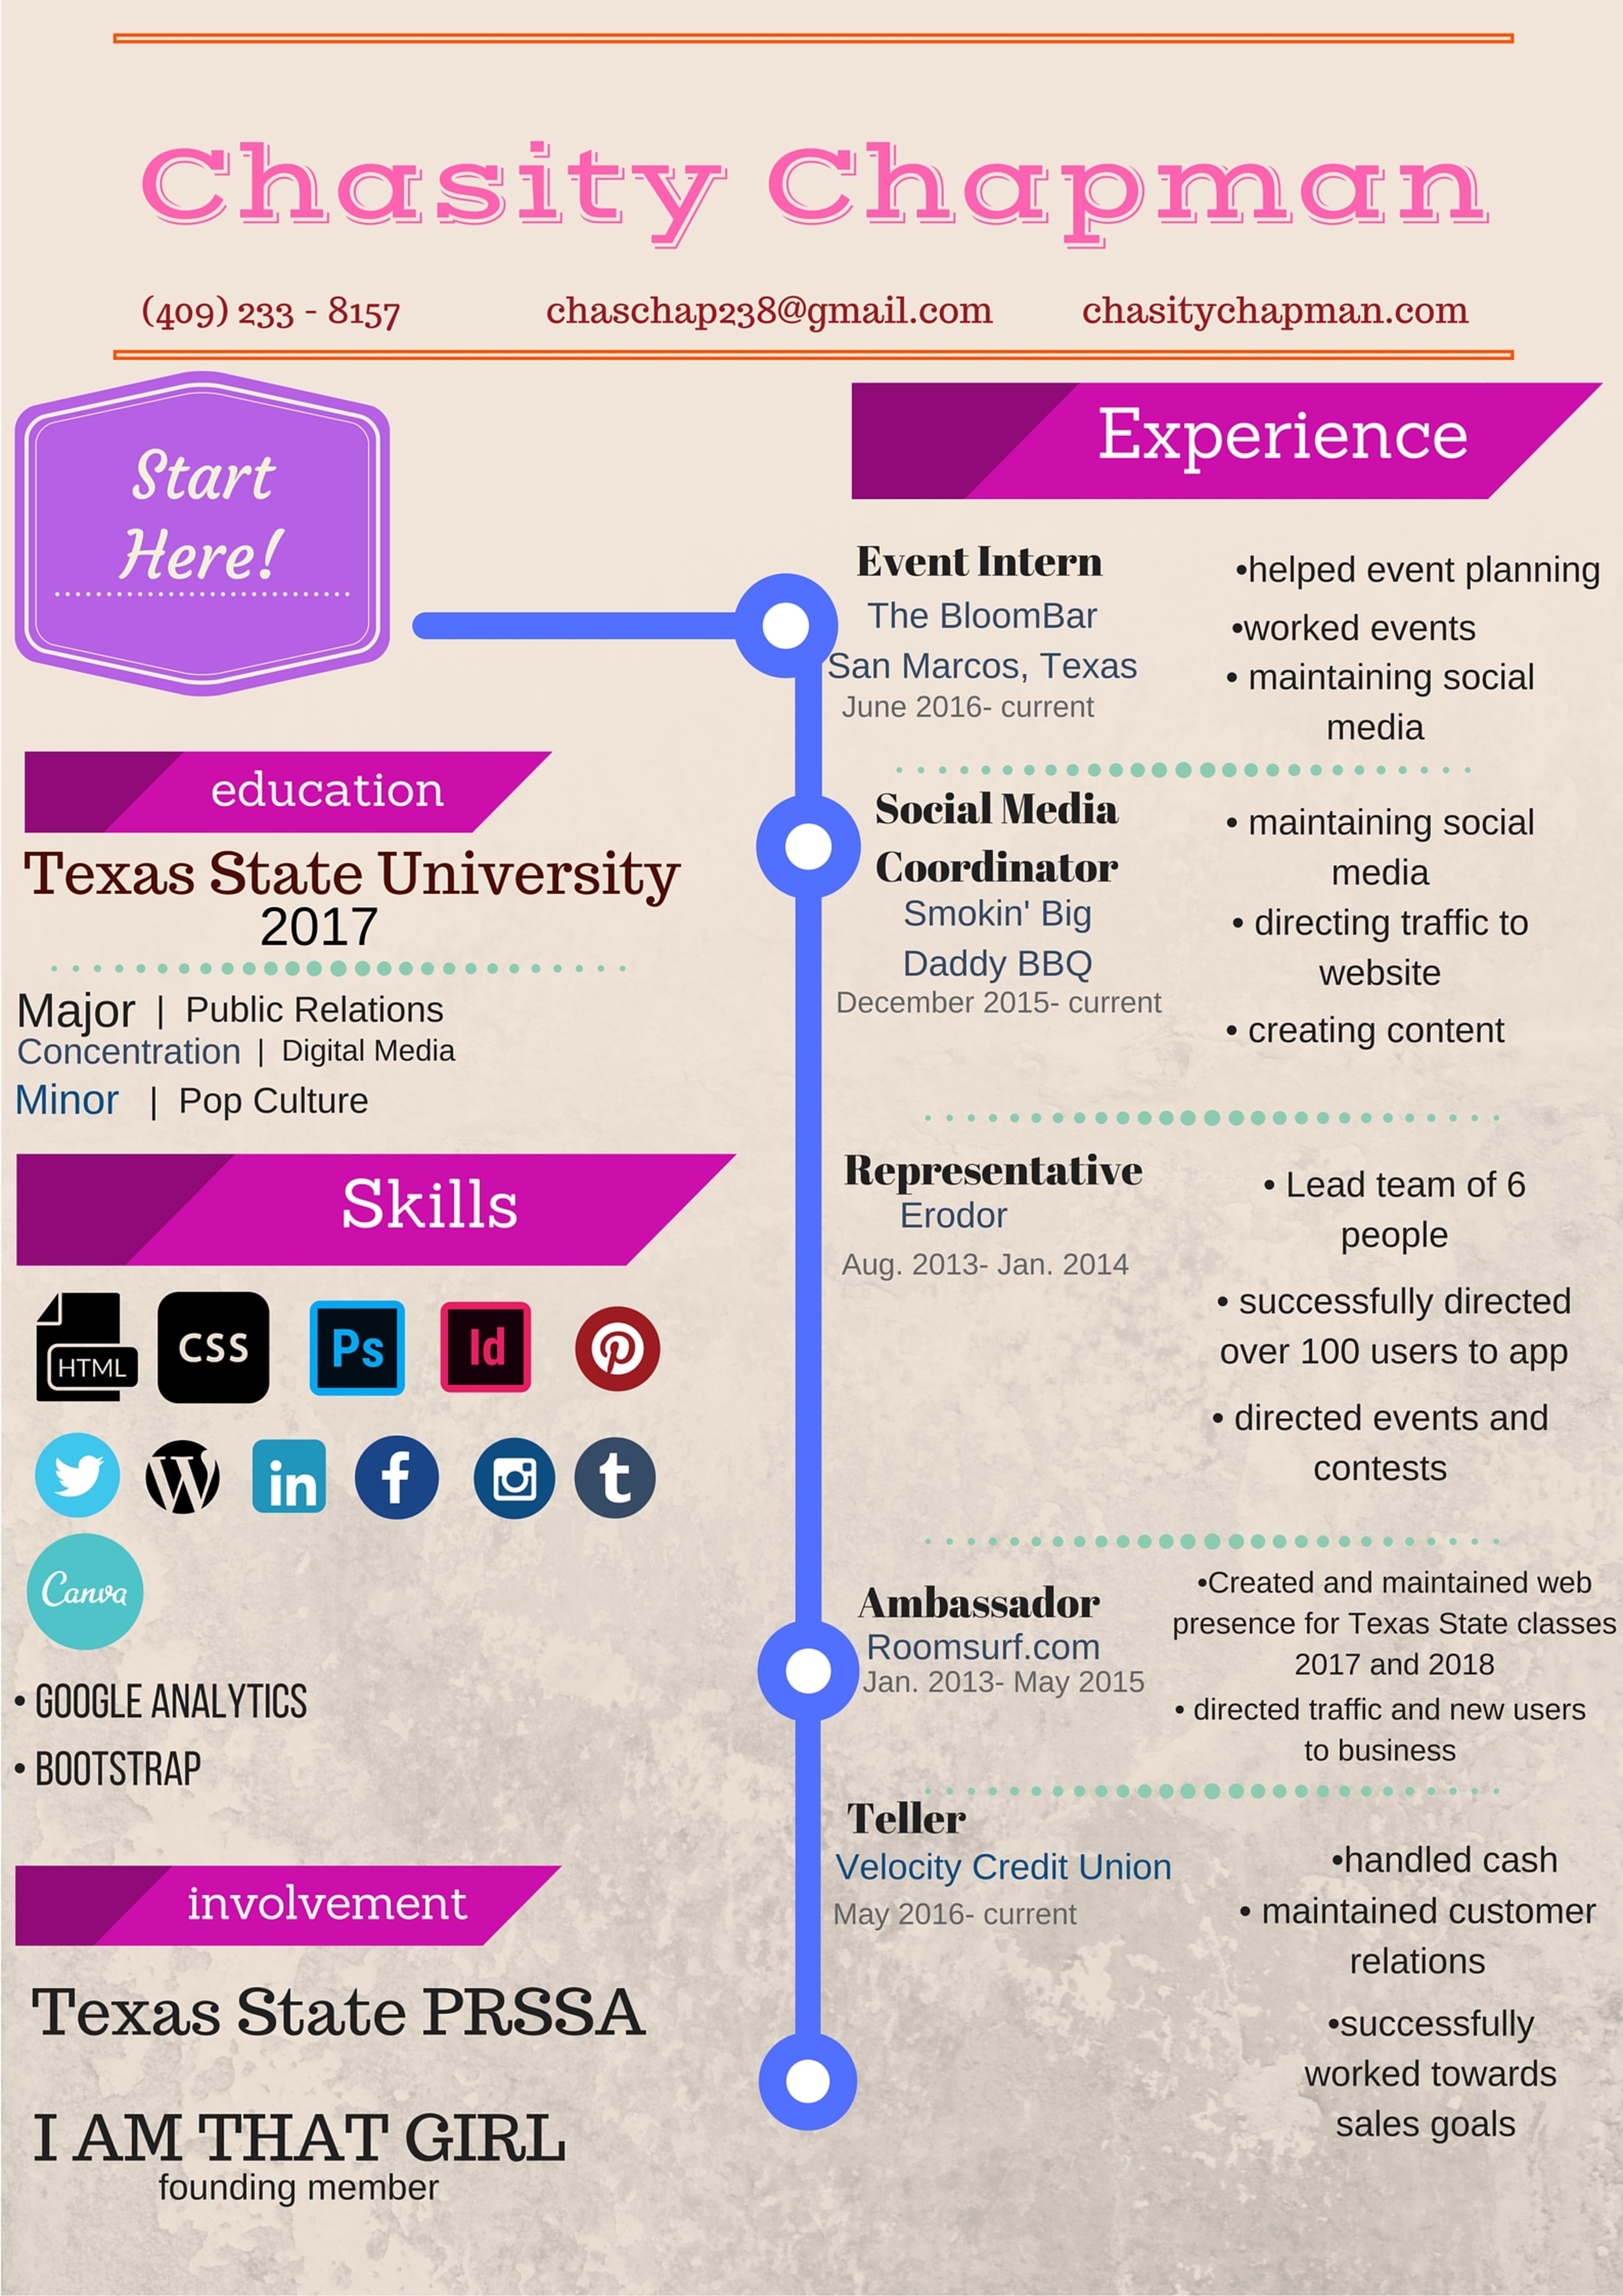 Chasity Chapman
(409) 233 - 8157
chaschap238@gmail.com
chasitychapman.com
Start
Here!
education
Texas State University
2017
Major | Public Relations
Concentration | Digital Media
Minor | Pop Culture
Skills
HTML
CSS
Ps
Id
in
f
t
Canva
• GOOGLE ANALYTICS
• BOOTSTRAP
involvement
Texas State PRSSA
I AM THAT GIRL
founding member
Experience
Event Intern
The BloomBar
San Marcos, Texas
June 2016- current
•helped event planning
•worked events
• maintaining social
media
Social Media
Coordinator
Smokin' Big
Daddy BBQ
December 2015- current
• maintaining social
media
• directing traffic to
website
• creating content
Representative
Erodor
Aug. 2013- Jan. 2014
• Lead team of 6
people
• successfully directed
over 100 users to app
• directed events and
contests
Ambassador
Roomsurf.com
Jan. 2013- May 2015
•Created and maintained web
presence for Texas State classes
2017 and 2018
• directed traffic and new users
to business
Teller
Velocity Credit Union
May 2016- current
•handled cash
• maintained customer
relations
•successfully
worked towards
sales goals